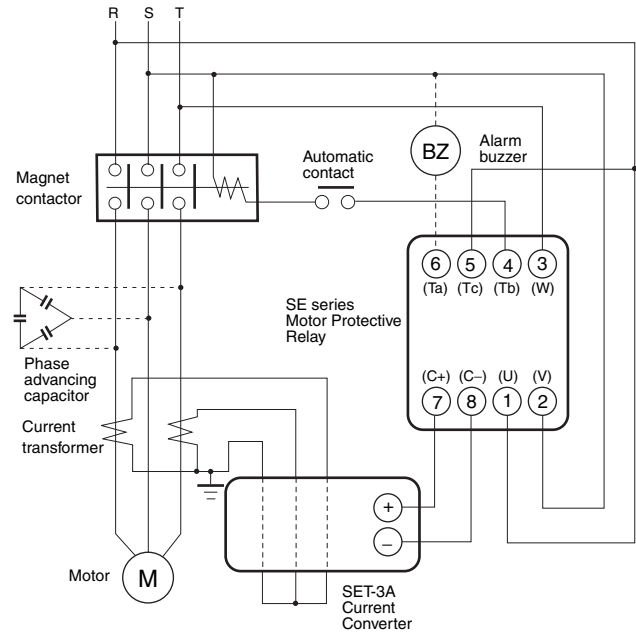 R S T
BZ
Alarm
buzzer
Automatic
contact
Magnet
contactor
6 5 4 3
(Ta) (Tc) (Tb) (W)
SE series
Motor Protective
Relay
(C+) (C−) (U) (V)
7 8 1 2
Phase
advancing
capacitor
Current
transformer
+
−
Motor
M
SET-3A
Current
Converter